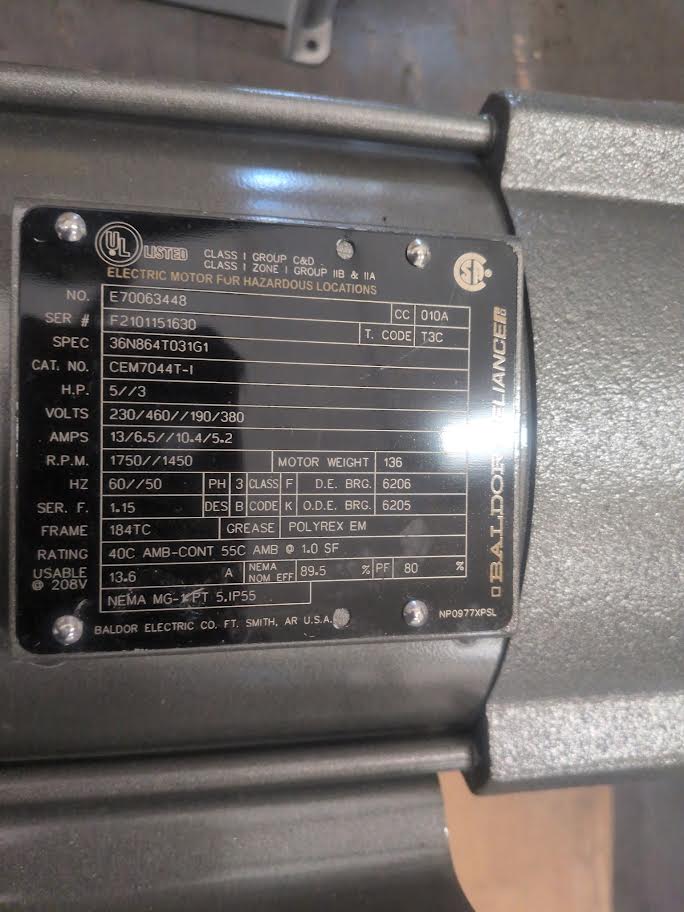 UL LISTED CLASS I GROUP C&D
CLASS I ZONE I GROUP IIB & IIA
ELECTRIC MOTOR FOR HAZARDOUS LOCATIONS
SA
NO. E70063448 CC 010A
SER # F2101151630 T. CODE T3C
SPEC 36N864T031G1
CAT. NO. CEM7044T-I
H.P. 5//3
VOLTS 230/460//190/380
AMPS 13/6.5//10.4/5.2
R.P.M. 1750//1450 MOTOR WEIGHT 136
HZ 60//50 PH 3 CLASS F D.E. BRG. 6206
SER. F. 1.15 DES B CODE K O.D.E. BRG. 6205
FRAME 184TC GREASE POLYREX EM
RATING 40C AMB-CONT 55C AMB @ 1.0 SF
USABLE @ 208V 13.6 A NEMA NOM EFF 89.5 % PF 80 %
NEMA MG-1 PT 5,IP55
BALDOR ELECTRIC CO. FT. SMITH, AR U.S.A.
NP0977XPSL
BALDOR RELIANCE